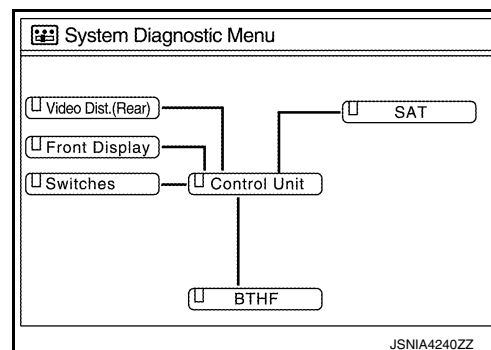 System Diagnostic Menu
Video Dist.(Rear)
SAT
Front Display
Switches
Control Unit
BTHF
JSNIA4240ZZ